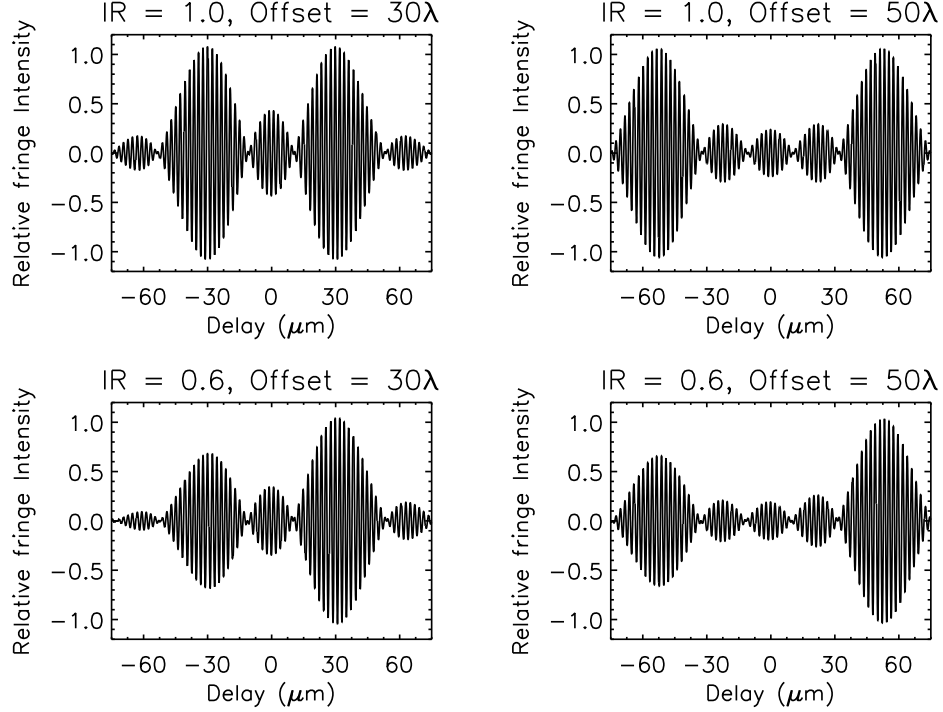 IR = 1.0, Offset = 30λ
Relative fringe Intensity
1.0
0.5
0.0
−0.5
−1.0
−60 −30 0 30 60
Delay (μm)
IR = 1.0, Offset = 50λ
Relative fringe Intensity
1.0
0.5
0.0
−0.5
−1.0
−60 −30 0 30 60
Delay (μm)
IR = 0.6, Offset = 30λ
Relative fringe Intensity
1.0
0.5
0.0
−0.5
−1.0
−60 −30 0 30 60
Delay (μm)
IR = 0.6, Offset = 50λ
Relative fringe Intensity
1.0
0.5
0.0
−0.5
−1.0
−60 −30 0 30 60
Delay (μm)